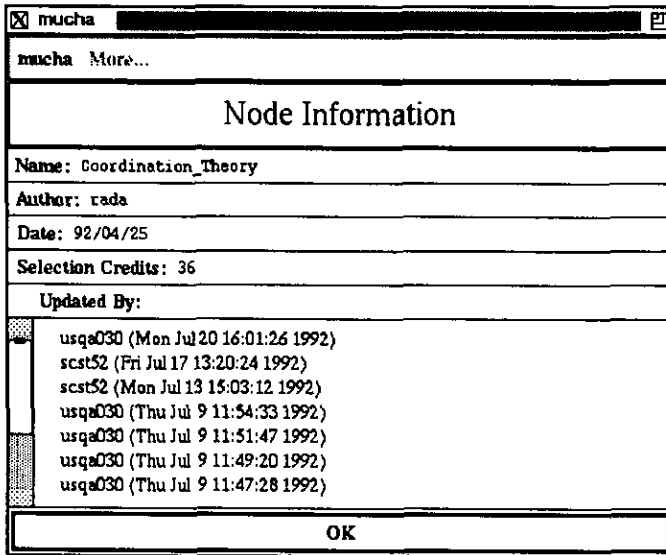 mucha
mucha More...
Node Information
Name: Coordination_Theory
Author: rada
Date: 92/04/25
Selection Credits: 36
Updated By:
usqa030 (Mon Jul 20 16:01:26 1992)
scst52 (Fri Jul 17 13:20:24 1992)
scst52 (Mon Jul 13 15:03:12 1992)
usqa030 (Thu Jul 9 11:54:33 1992)
usqa030 (Thu Jul 9 11:51:47 1992)
usqa030 (Thu Jul 9 11:49:20 1992)
usqa030 (Thu Jul 9 11:47:28 1992)
OK